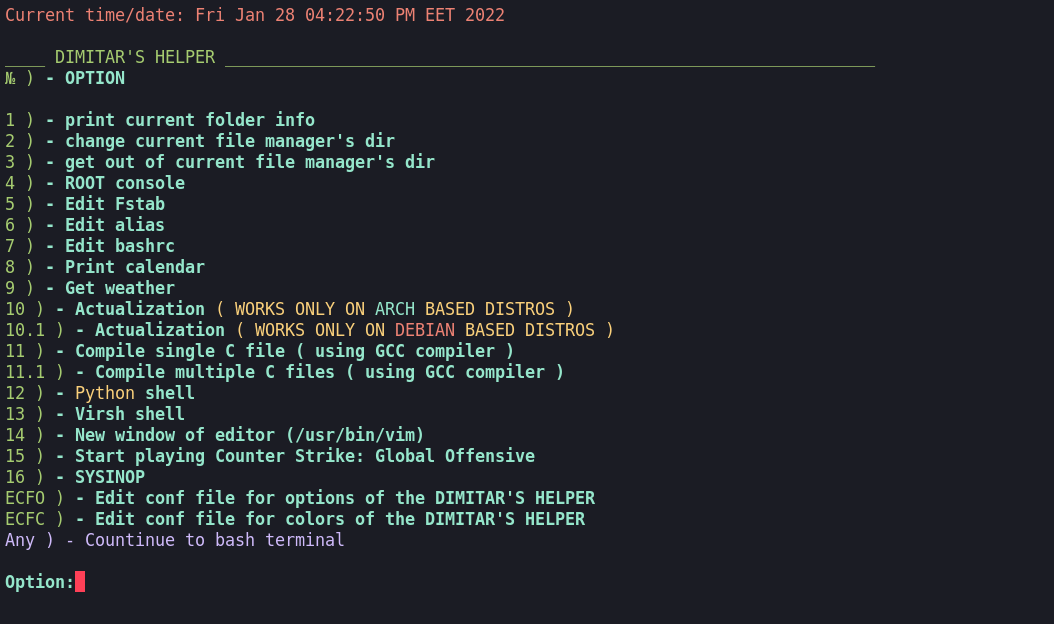 Current time/date: Fri Jan 28 04:22:50 PM EET 2022
____ DIMITAR'S HELPER _________________________________________________________________
№ ) - OPTION
1 ) - print current folder info
2 ) - change current file manager's dir
3 ) - get out of current file manager's dir
4 ) - ROOT console
5 ) - Edit Fstab
6 ) - Edit alias
7 ) - Edit bashrc
8 ) - Print calendar
9 ) - Get weather
10 ) - Actualization ( WORKS ONLY ON ARCH BASED DISTROS )
10.1 ) - Actualization ( WORKS ONLY ON DEBIAN BASED DISTROS )
11 ) - Compile single C file ( using GCC compiler )
11.1 ) - Compile multiple C files ( using GCC compiler )
12 ) - Python shell
13 ) - Virsh shell
14 ) - New window of editor (/usr/bin/vim)
15 ) - Start playing Counter Strike: Global Offensive
16 ) - SYSINOP
ECFO ) - Edit conf file for options of the DIMITAR'S HELPER
ECFC ) - Edit conf file for colors of the DIMITAR'S HELPER
Any ) - Countinue to bash terminal
Option: